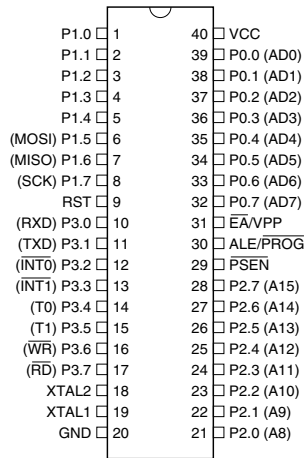 P1.0 1 40 VCC
P1.1 2 39 P0.0 (AD0)
P1.2 3 38 P0.1 (AD1)
P1.3 4 37 P0.2 (AD2)
P1.4 5 36 P0.3 (AD3)
(MOSI) P1.5 6 35 P0.4 (AD4)
(MISO) P1.6 7 34 P0.5 (AD5)
(SCK) P1.7 8 33 P0.6 (AD6)
RST 9 32 P0.7 (AD7)
(RXD) P3.0 10 31 E̅A̅/VPP
(TXD) P3.1 11 30 ALE/P̅R̅O̅G̅
(I̅N̅T̅0̅) P3.2 12 29 P̅S̅E̅N̅
(I̅N̅T̅1̅) P3.3 13 28 P2.7 (A15)
(T0) P3.4 14 27 P2.6 (A14)
(T1) P3.5 15 26 P2.5 (A13)
(W̅R̅) P3.6 16 25 P2.4 (A12)
(R̅D̅) P3.7 17 24 P2.3 (A11)
XTAL2 18 23 P2.2 (A10)
XTAL1 19 22 P2.1 (A9)
GND 20 21 P2.0 (A8)